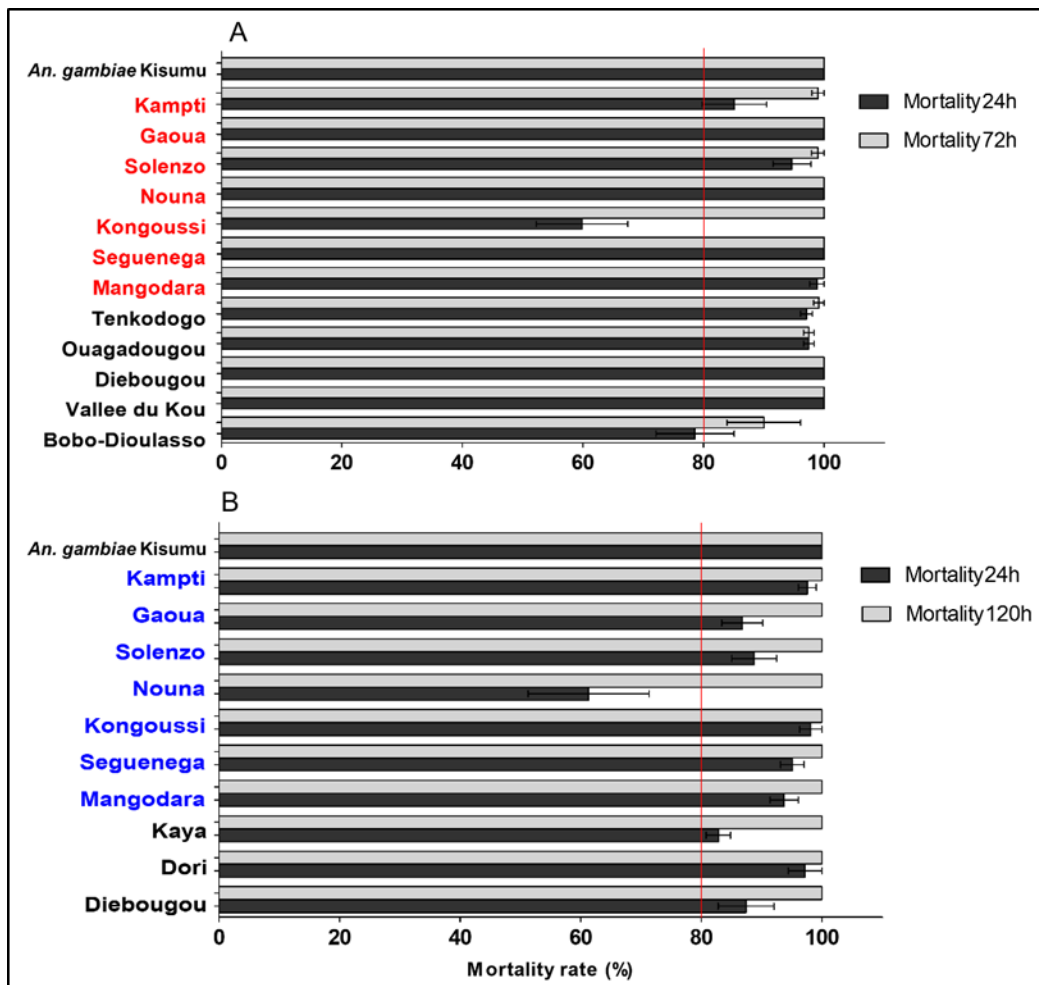 A
An. gambiae Kisumu
Kampti
Gaoua
Solenzo
Nouna
Kongoussi
Seguenega
Mangodara
Tenkodogo
Ouagadougou
Diebougou
Vallee du Kou
Bobo-Dioulasso
0 20 40 60 80 100
Mortality24h
Mortality72h
B
An. gambiae Kisumu
Kampti
Gaoua
Solenzo
Nouna
Kongoussi
Seguenega
Mangodara
Kaya
Dori
Diebougou
0 20 40 60 80 100
Mortality rate (%)
Mortality24h
Mortality120h